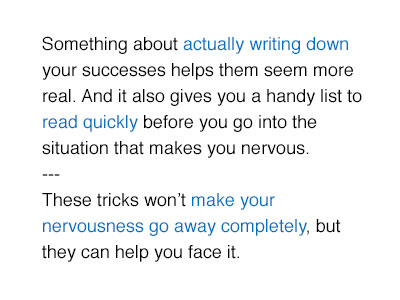 Something about actually writing down
your successes helps them seem more
real. And it also gives you a handy list to
read quickly before you go into the
situation that makes you nervous.
---
These tricks won’t make your
nervousness go away completely, but
they can help you face it.